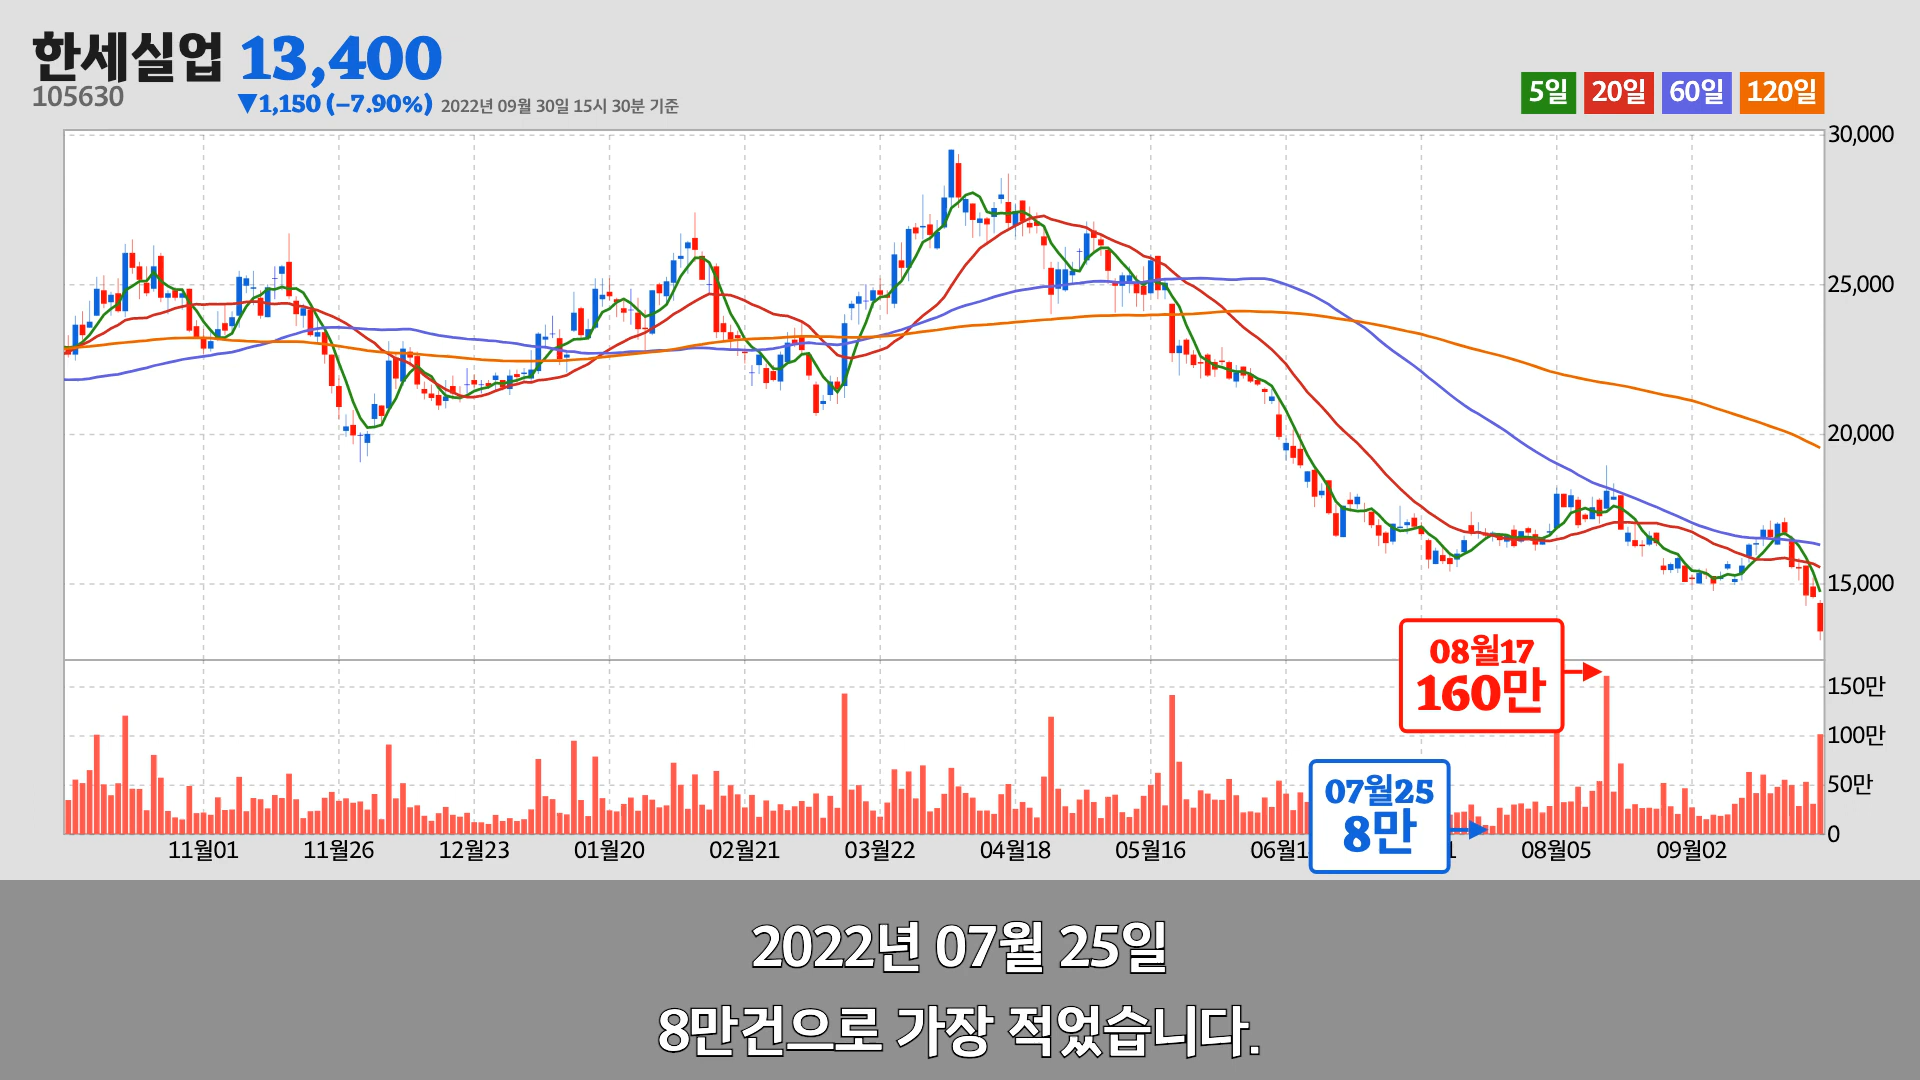 한세실업 13,400
105630
▼1,150 (−7.90%) 2022년 09월 30일 15시 30분 기준
5일 20일 60일 120일
30,000
25,000
20,000
15,000
08월17
160만
07월25
8만
150만
100만
50만
0
11월01 11월26 12월23 01월20 02월21 03월22 04월18 05월16 08월05 09월02
2022년 07월 25일
8만건으로 가장 적었습니다.